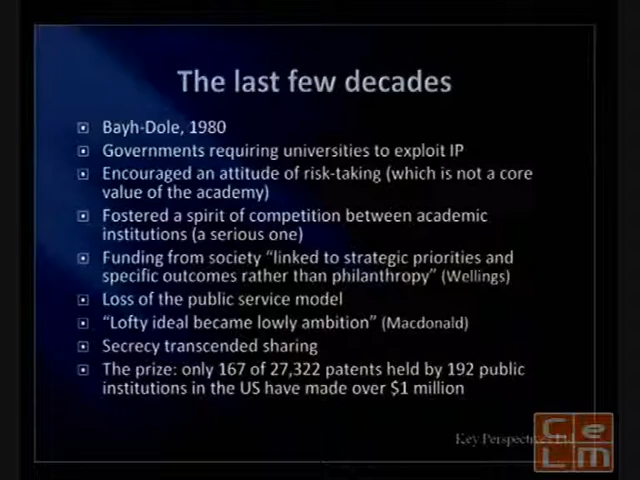 The last few decades
Bayh-Dole, 1980
Governments requiring universities to exploit IP
Encouraged an attitude of risk-taking (which is not a core
value of the academy)
Fostered a spirit of competition between academic
institutions (a serious one)
Funding from society "linked to strategic priorities and
specific outcomes rather than philanthropy" (Wellings)
Loss of the public service model
"Lofty ideal became lowly ambition" (Macdonald)
Secrecy transcended sharing
The prize: only 167 of 27,322 patents held by 192 public
institutions in the US have made over $1 million
Key Perspectives Ltd
C e
L m